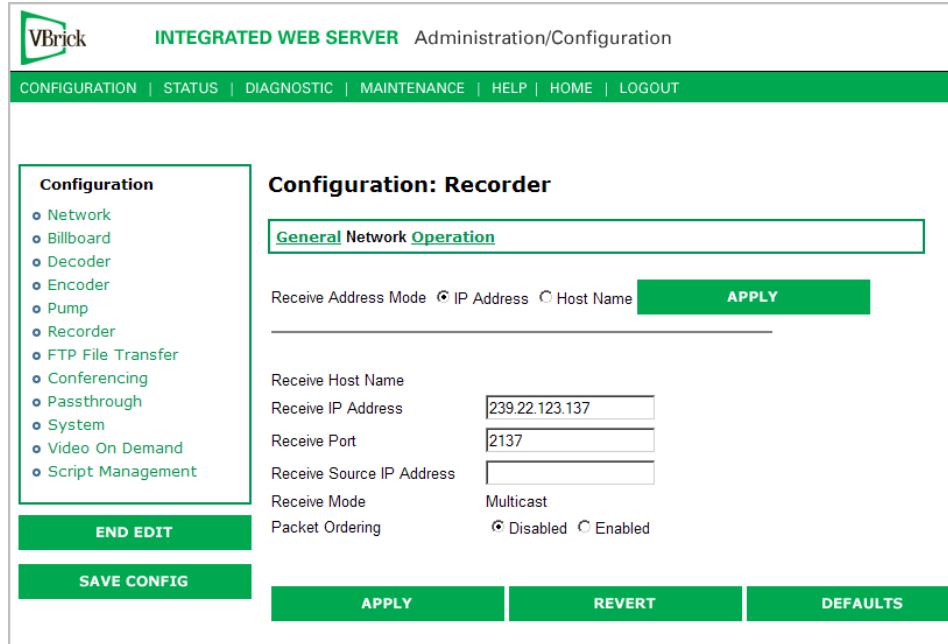 VBrick
INTEGRATED WEB SERVER Administration/Configuration
CONFIGURATION | STATUS | DIAGNOSTIC | MAINTENANCE | HELP | HOME | LOGOUT
Configuration
Network
Billboard
Decoder
Encoder
Pump
Recorder
FTP File Transfer
Conferencing
Passthrough
System
Video On Demand
Script Management
END EDIT
SAVE CONFIG
Configuration: Recorder
General Network Operation
Receive Address Mode IP Address Host Name APPLY
Receive Host Name
Receive IP Address 239.22.123.137
Receive Port 2137
Receive Source IP Address
Receive Mode Multicast
Packet Ordering Disabled Enabled
APPLY REVERT DEFAULTS